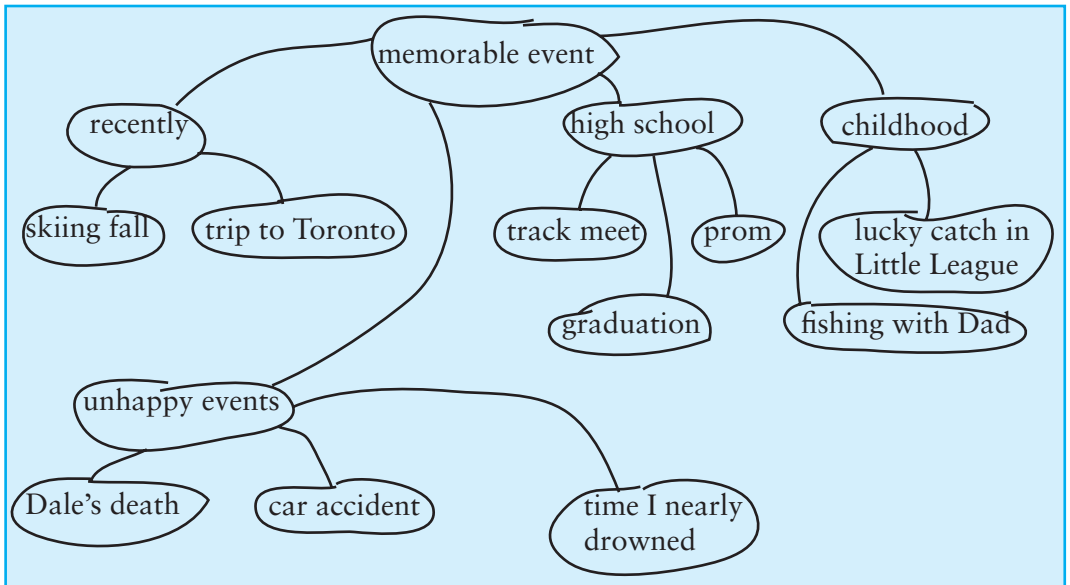 memorable event
recently
high school
childhood
skiing fall
trip to Toronto
track meet
prom
lucky catch in
Little League
graduation
fishing with Dad
unhappy events
Dale’s death
car accident
time I nearly
drowned